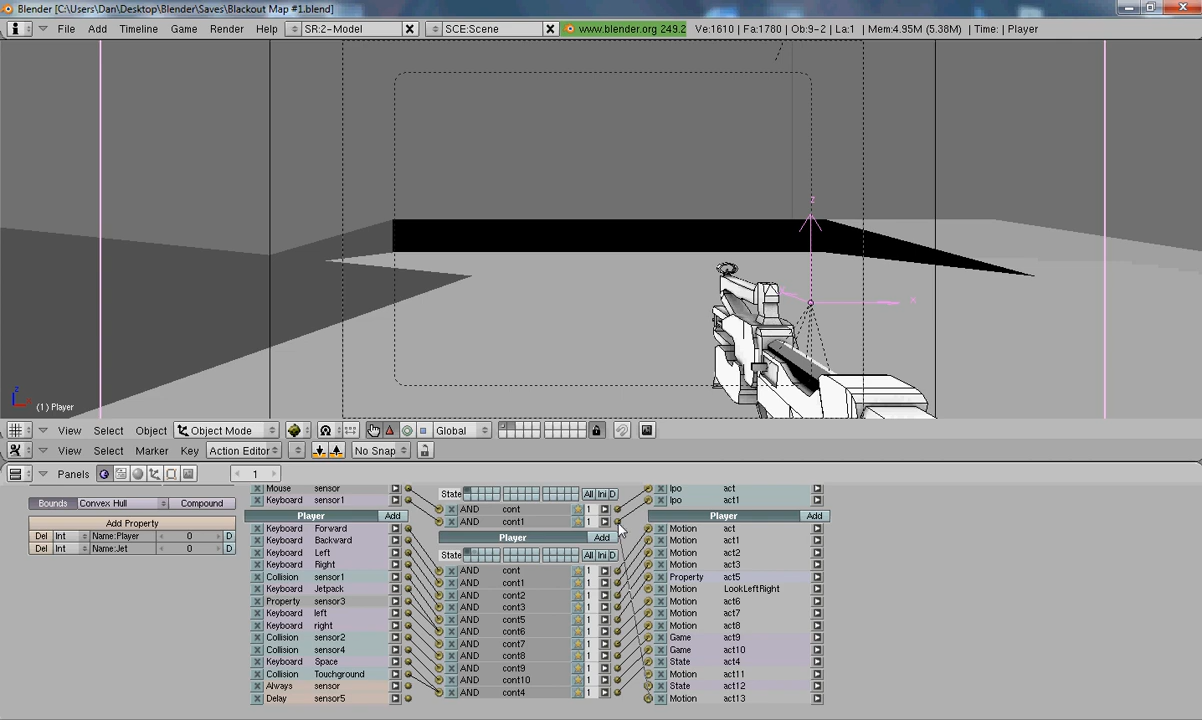 Blender [C:\Users\Dan\Desktop\Blender\Saves\Blackout Map #1.blend]
File Add Timeline Game Render Help SR:2-Model SCE:Scene www.blender.org 249.2 Ve:1610 | Fa:1780 | Ob:9-2 | La:1 | Mem:4.95M (5.38M) | Time: | Player
z
x
z
(1) Player
View Select Object Object Mode Global
View Select Marker Key Action Editor No Snap
Panels 1
Mouse sensor State All Ini D Ipo act
Bounds Convex Hull Compound Keyboard sensor1 AND cont 1 Ipo act1
Player Add AND cont1 1 Player Add
Add Property Keyboard Forward Player Add Motion act
Del Int Name:Player 0 D Keyboard Backward Motion act1
Del Int Name:Jet 0 D Keyboard Left State All Ini D Motion act2
Keyboard Right AND cont 1 Motion act3
Collision sensor1 AND cont1 1 Property act5
Keyboard Jetpack AND cont2 1 Motion LookLeftRight
Property sensor3 AND cont3 1 Motion act6
Keyboard left AND cont5 1 Motion act7
Keyboard right AND cont6 1 Motion act8
Collision sensor2 AND cont7 1 Game act9
Collision sensor4 AND cont8 1 Game act10
Keyboard Space AND cont9 1 State act4
Collision Touchground AND cont10 1 Motion act11
Always sensor AND cont4 1 State act12
Delay sensor5 Motion act13